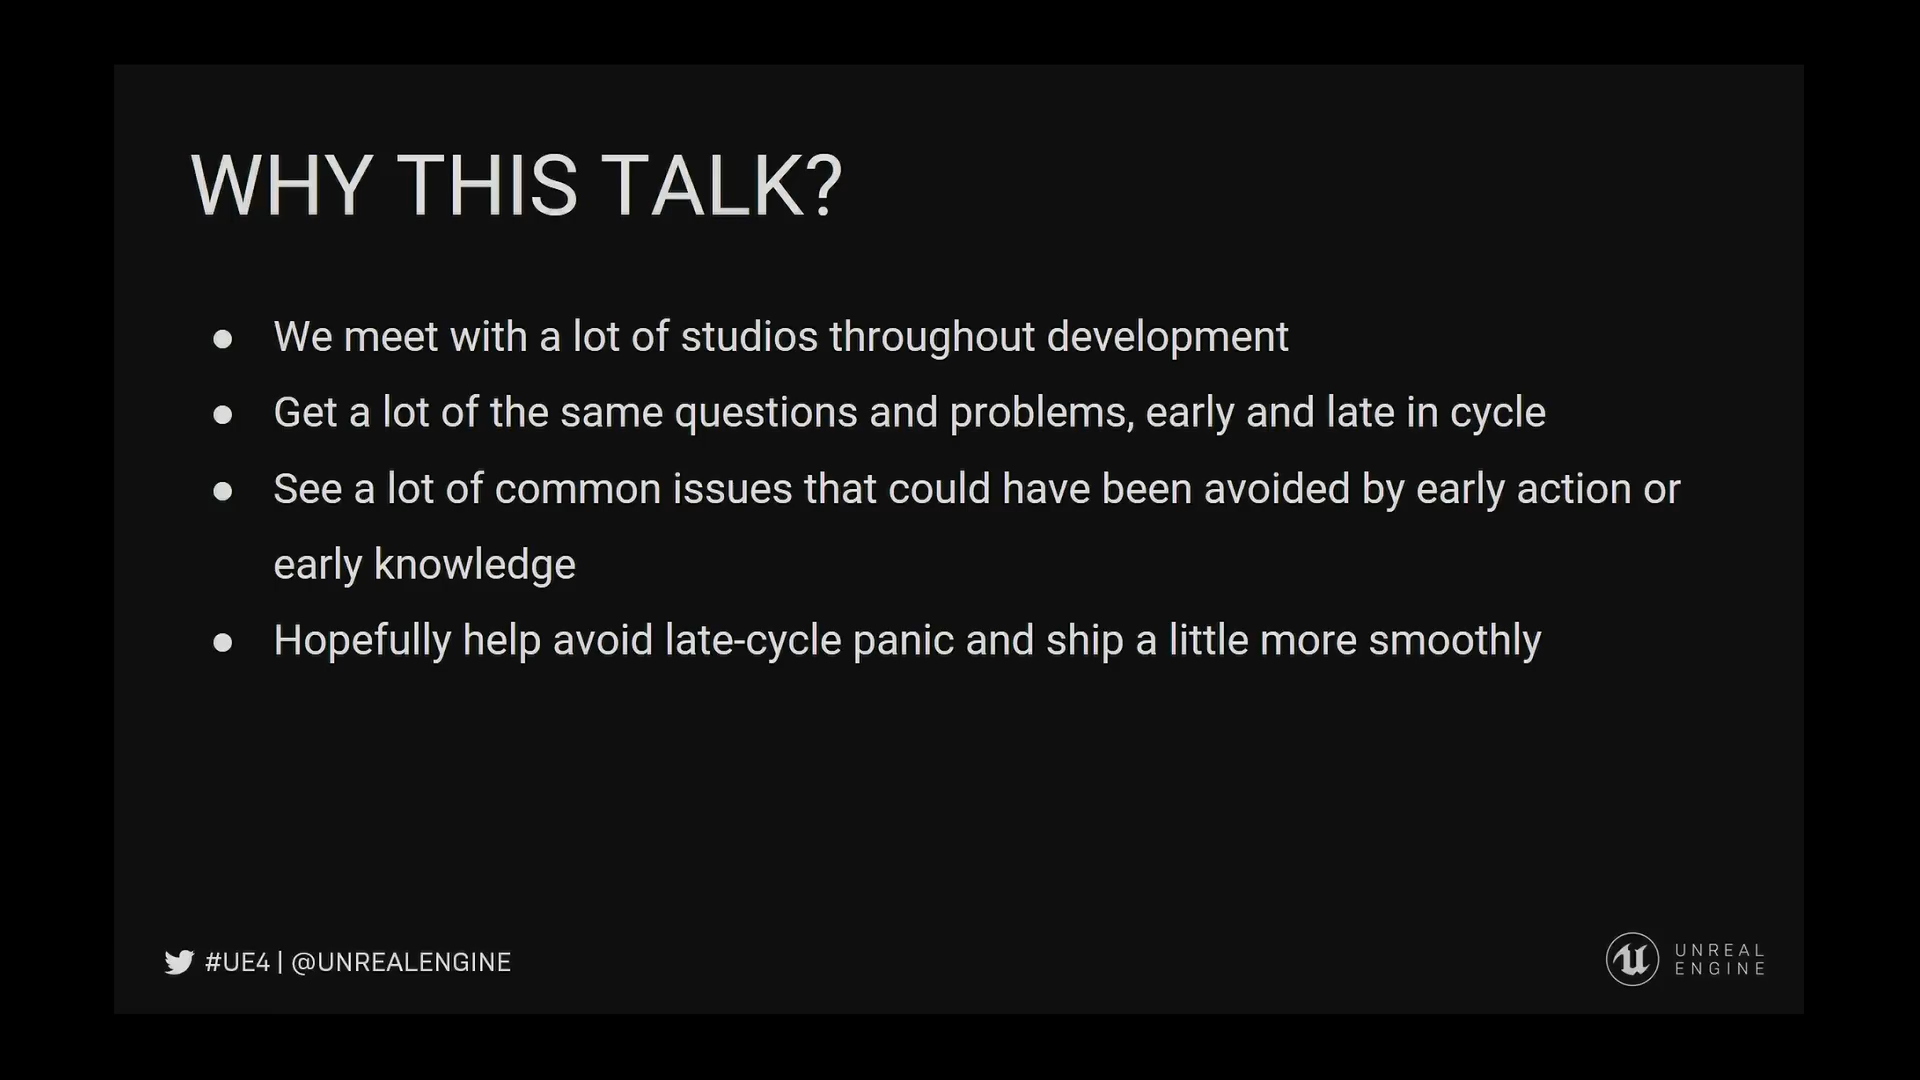 WHY THIS TALK?
● We meet with a lot of studios throughout development
● Get a lot of the same questions and problems, early and late in cycle
● See a lot of common issues that could have been avoided by early action or
early knowledge
● Hopefully help avoid late-cycle panic and ship a little more smoothly
#UE4 | @UNREALENGINE
UNREAL
ENGINE